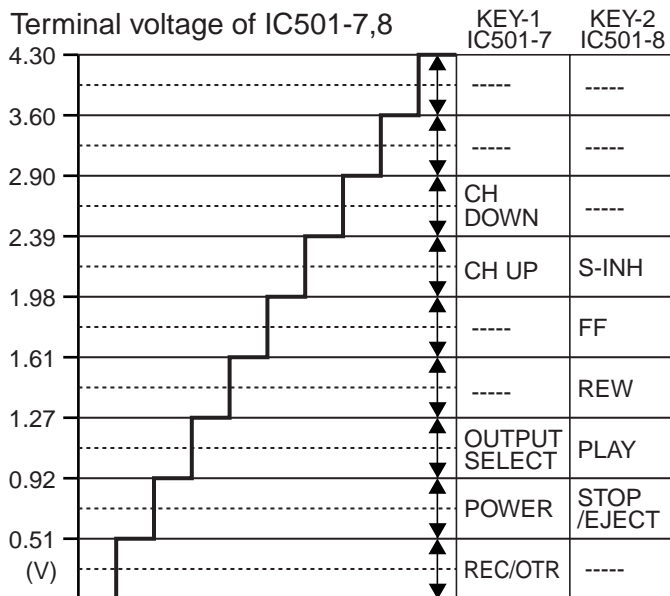 Terminal voltage of IC501-7,8
KEY-1
IC501-7
KEY-2
IC501-8
4.30
-----
-----
3.60
-----
-----
2.90
CH
DOWN
-----
2.39
CH UP
S-INH
1.98
-----
FF
1.61
-----
REW
1.27
OUTPUT
SELECT
PLAY
0.92
POWER
STOP
/EJECT
0.51
(V)
REC/OTR
-----